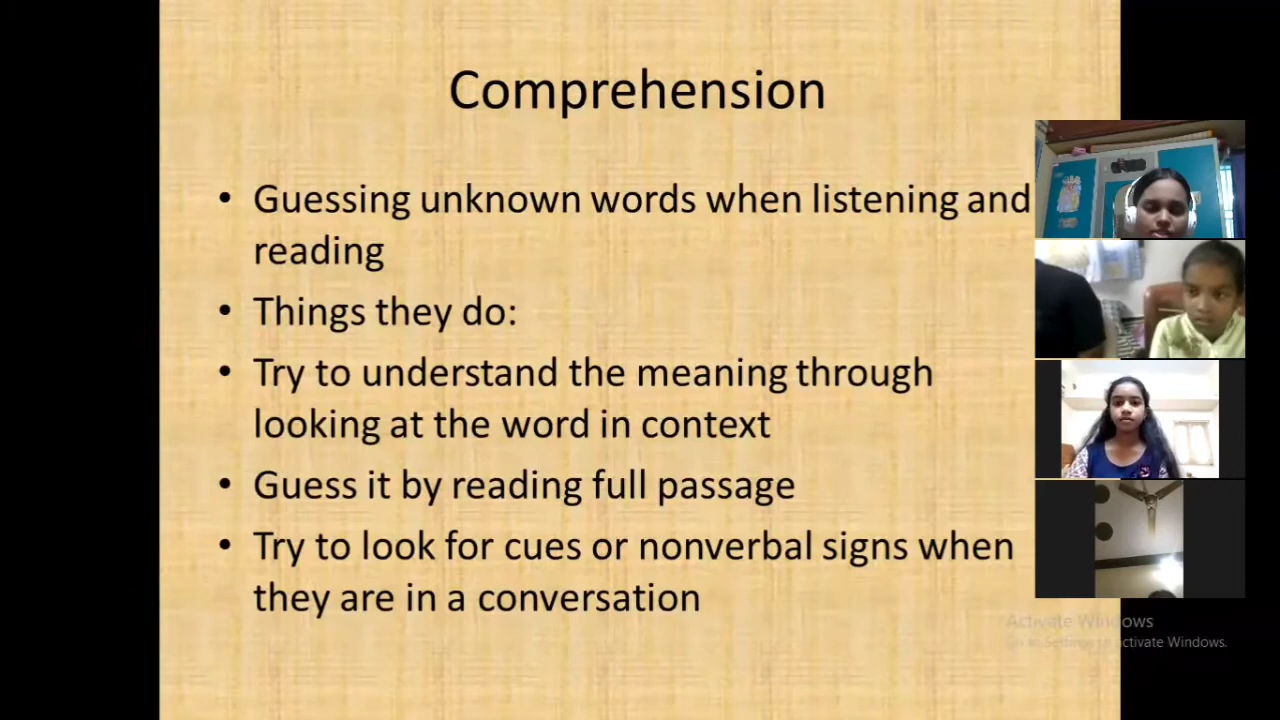 Comprehension
• Guessing unknown words when listening and
reading
• Things they do:
• Try to understand the meaning through
looking at the word in context
• Guess it by reading full passage
• Try to look for cues or nonverbal signs when
they are in a conversation
Activate Windows
Go to Settings to activate Windows.